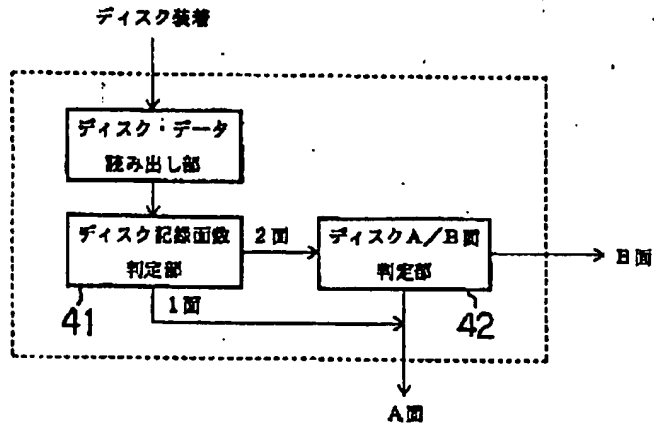 ディスク装着
ディスク・データ
読み出し部
ディスク記録面数
判定部
2面
ディスクA/B面
判定部
B面
41
1面
42
A面